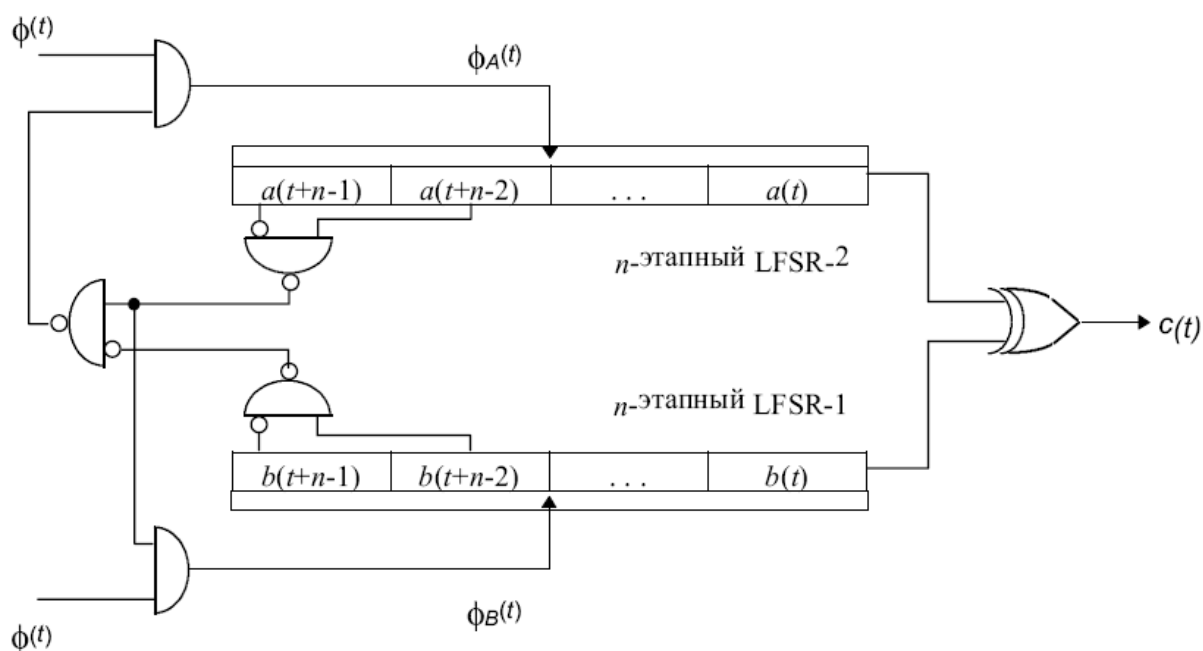 ϕ(t)
ϕA(t)
a(t+n-1) a(t+n-2) . . . a(t)
n-этапный LFSR-2
c(t)
n-этапный LFSR-1
b(t+n-1) b(t+n-2) . . . b(t)
ϕB(t)
ϕ(t)